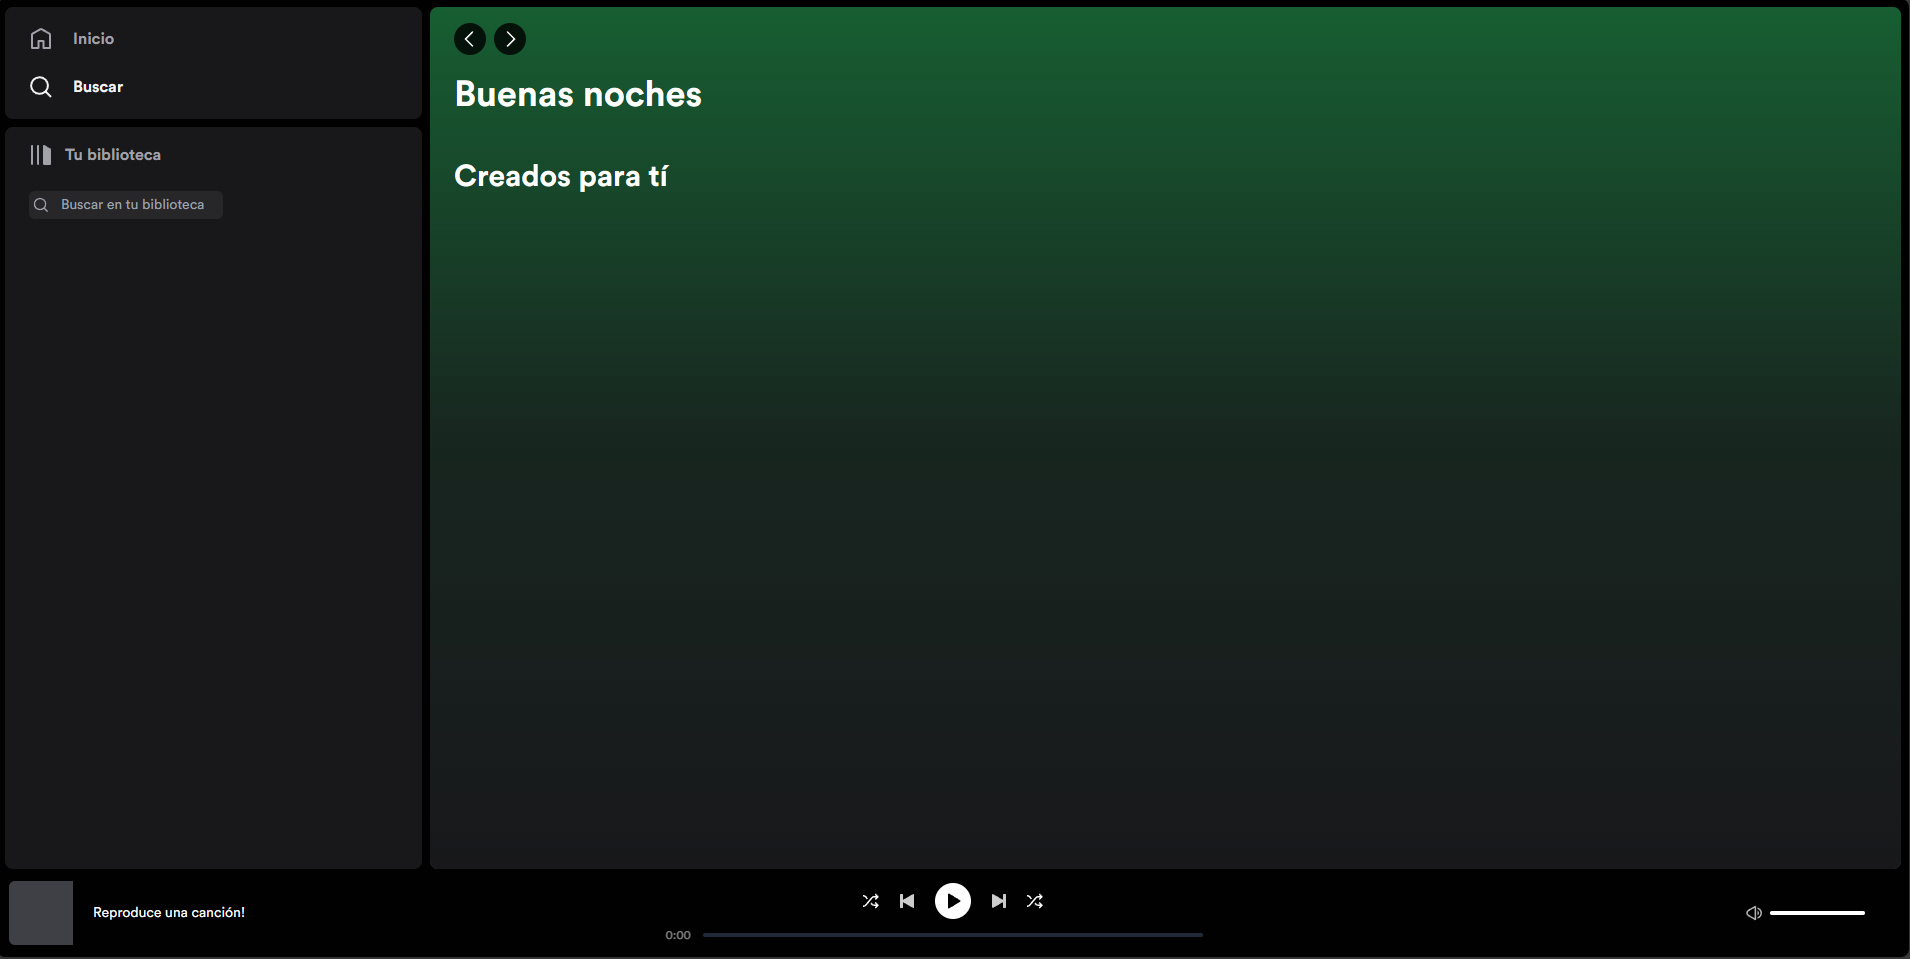 Inicio
Buscar
Tu biblioteca
Buscar en tu biblioteca
Buenas noches
Creados para tí
Reproduce una canción!
0:00